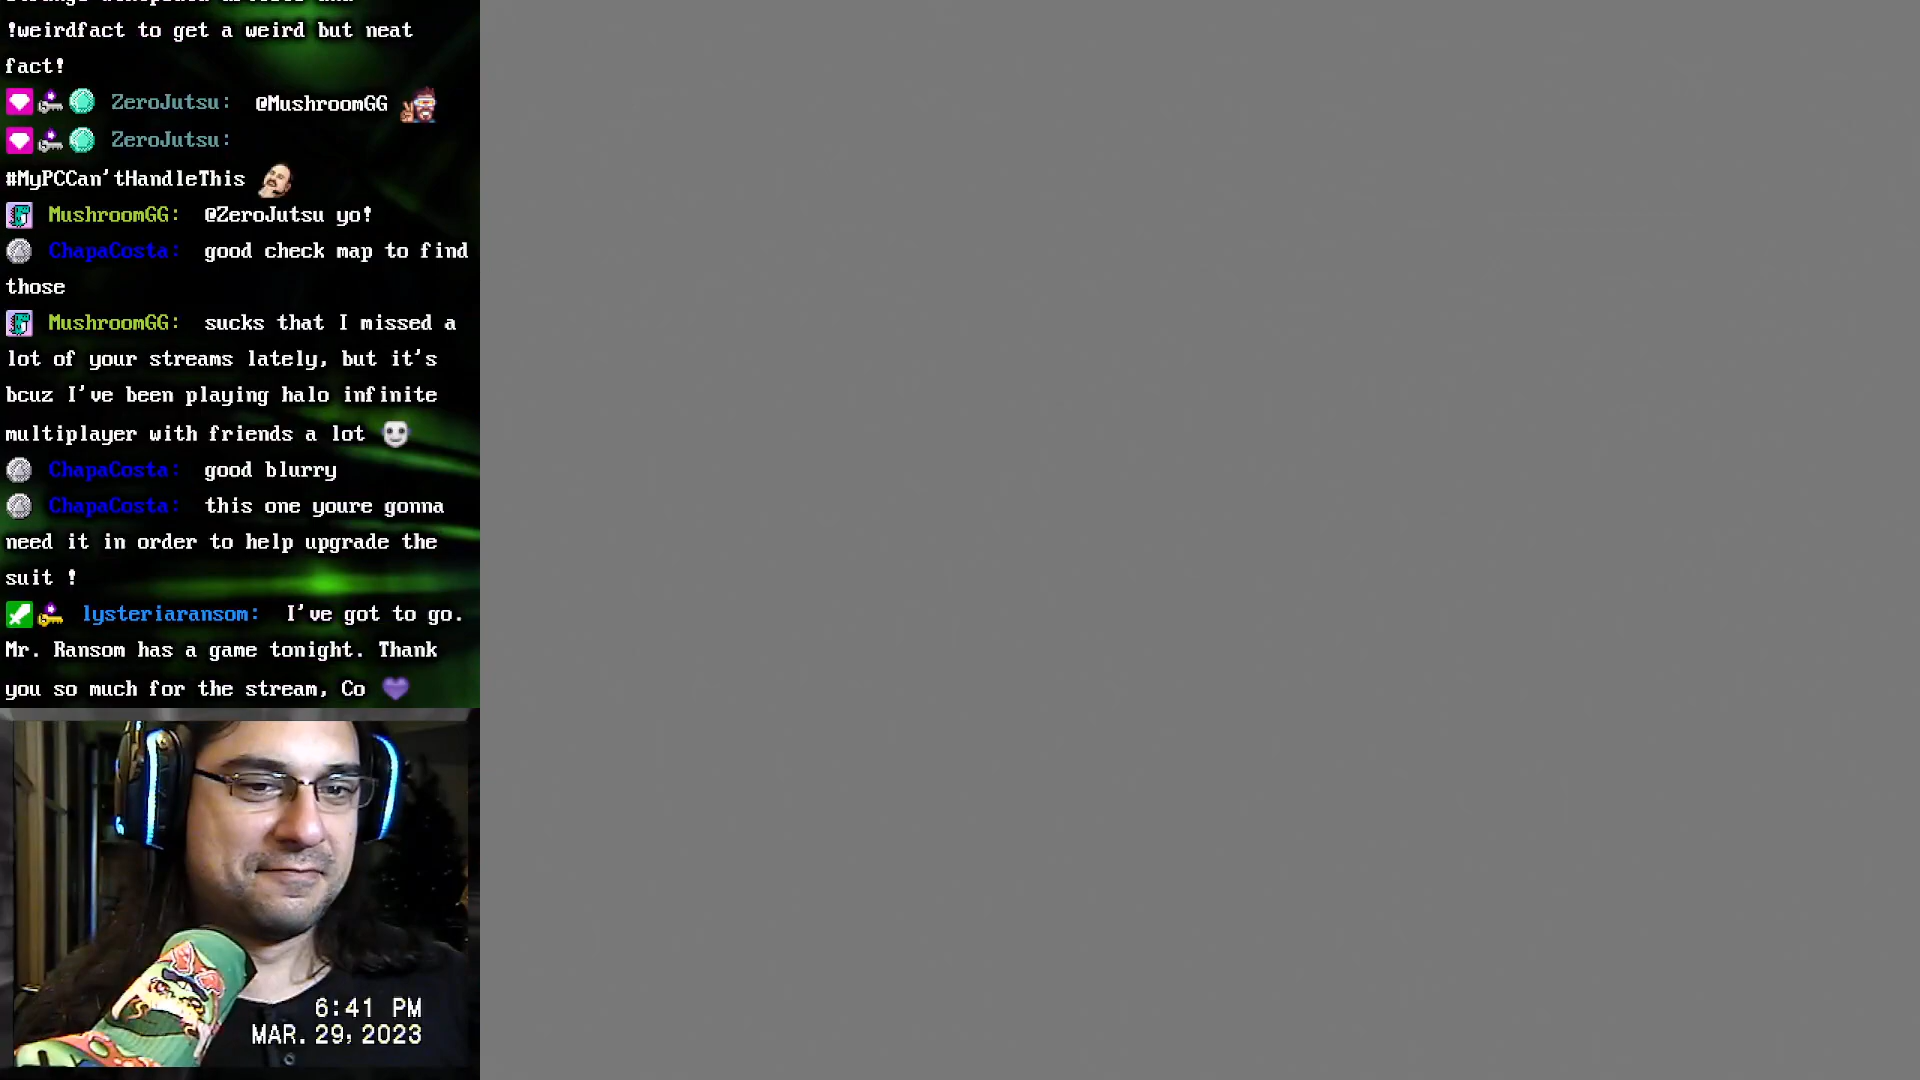 !weirdfact to get a weird but neat
fact!
ZeroJutsu: @MushroomGG
ZeroJutsu:
#MyPCCan'tHandleThis
MushroomGG: @ZeroJutsu yo!
ChapaCosta: good check map to find
those
MushroomGG: sucks that I missed a
lot of your streams lately, but it's
bcuz I've been playing halo infinite
multiplayer with friends a lot
ChapaCosta: good blurry
ChapaCosta: this one youre gonna
need it in order to help upgrade the
suit !
lysteriaransom: I've got to go.
Mr. Ransom has a game tonight. Thank
you so much for the stream, Co
6:41 PM
MAR. 29, 2023